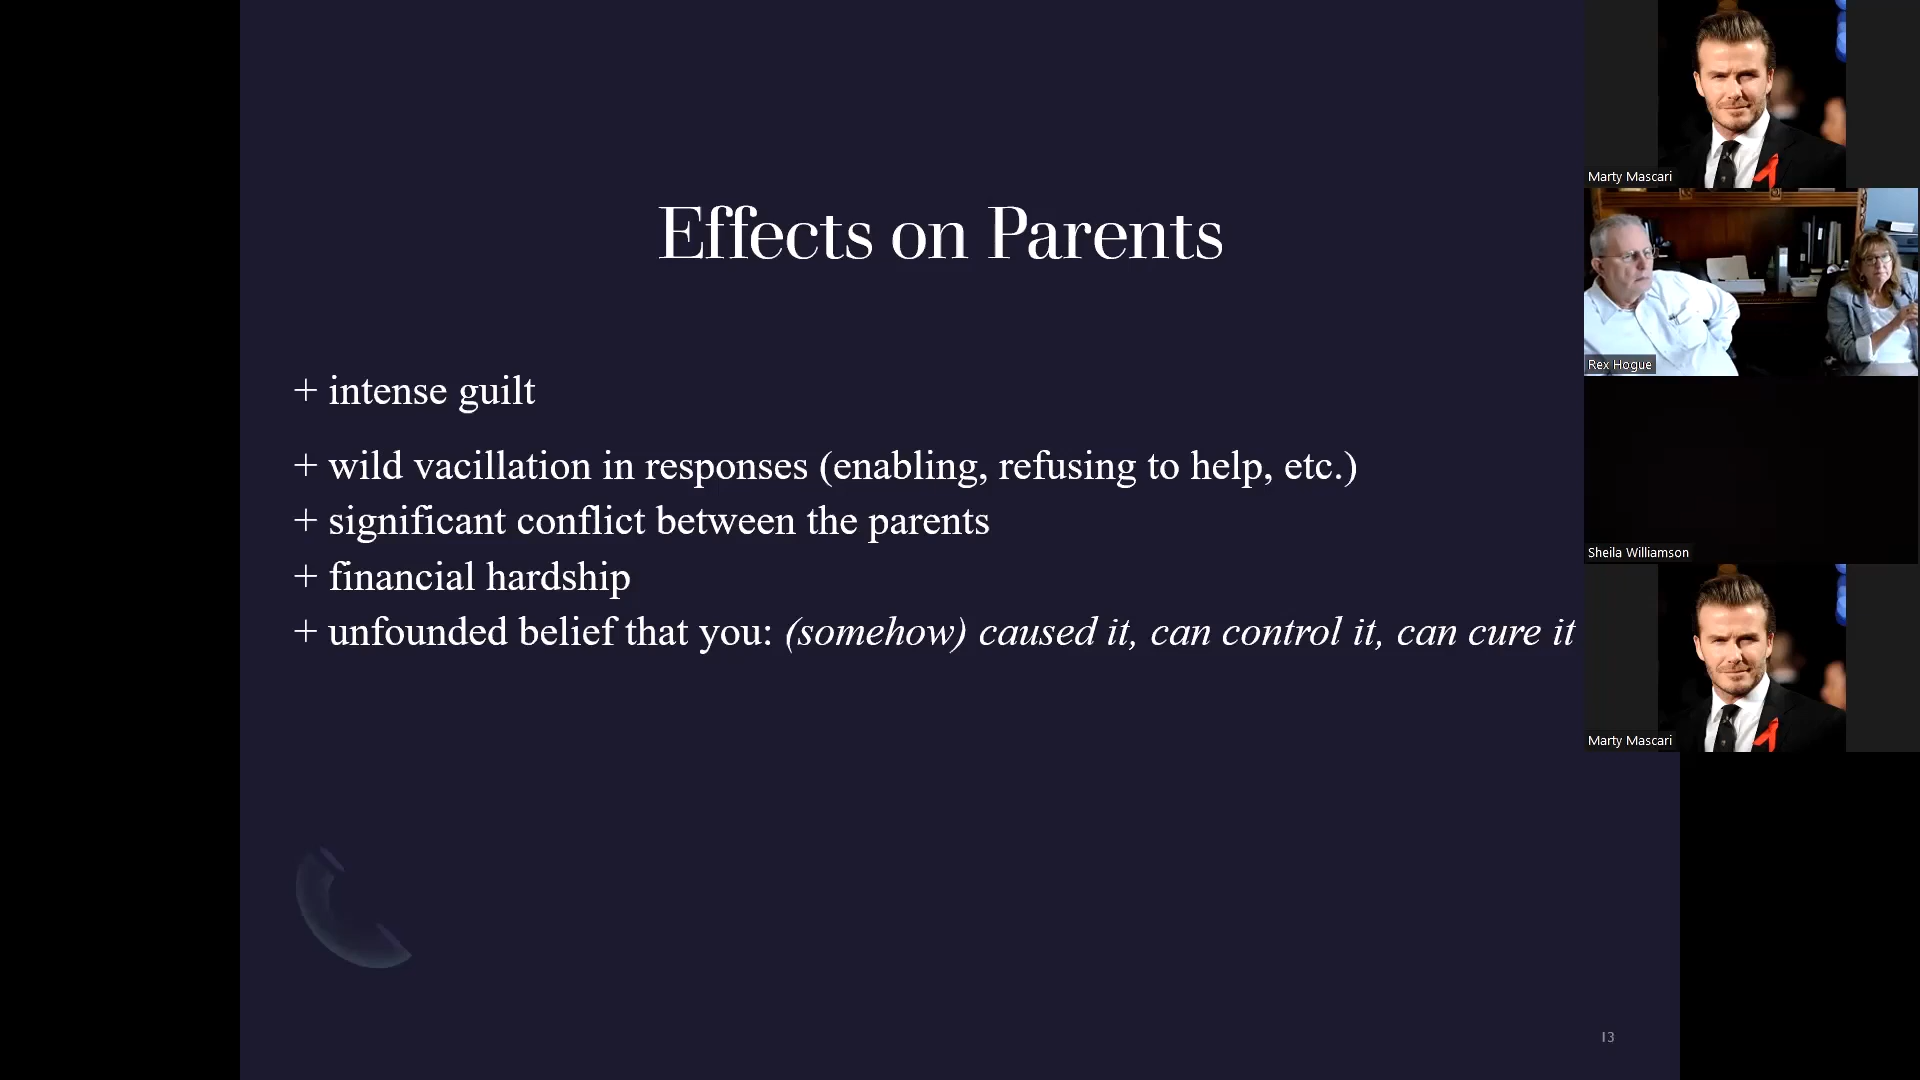 Effects on Parents
+ intense guilt
+ wild vacillation in responses (enabling, refusing to help, etc.)
+ significant conflict between the parents
+ financial hardship
+ unfounded belief that you: (somehow) caused it, can control it, can cure it
13
Marty Mascari
Rex Hogue
Sheila Williamson
Marty Mascari